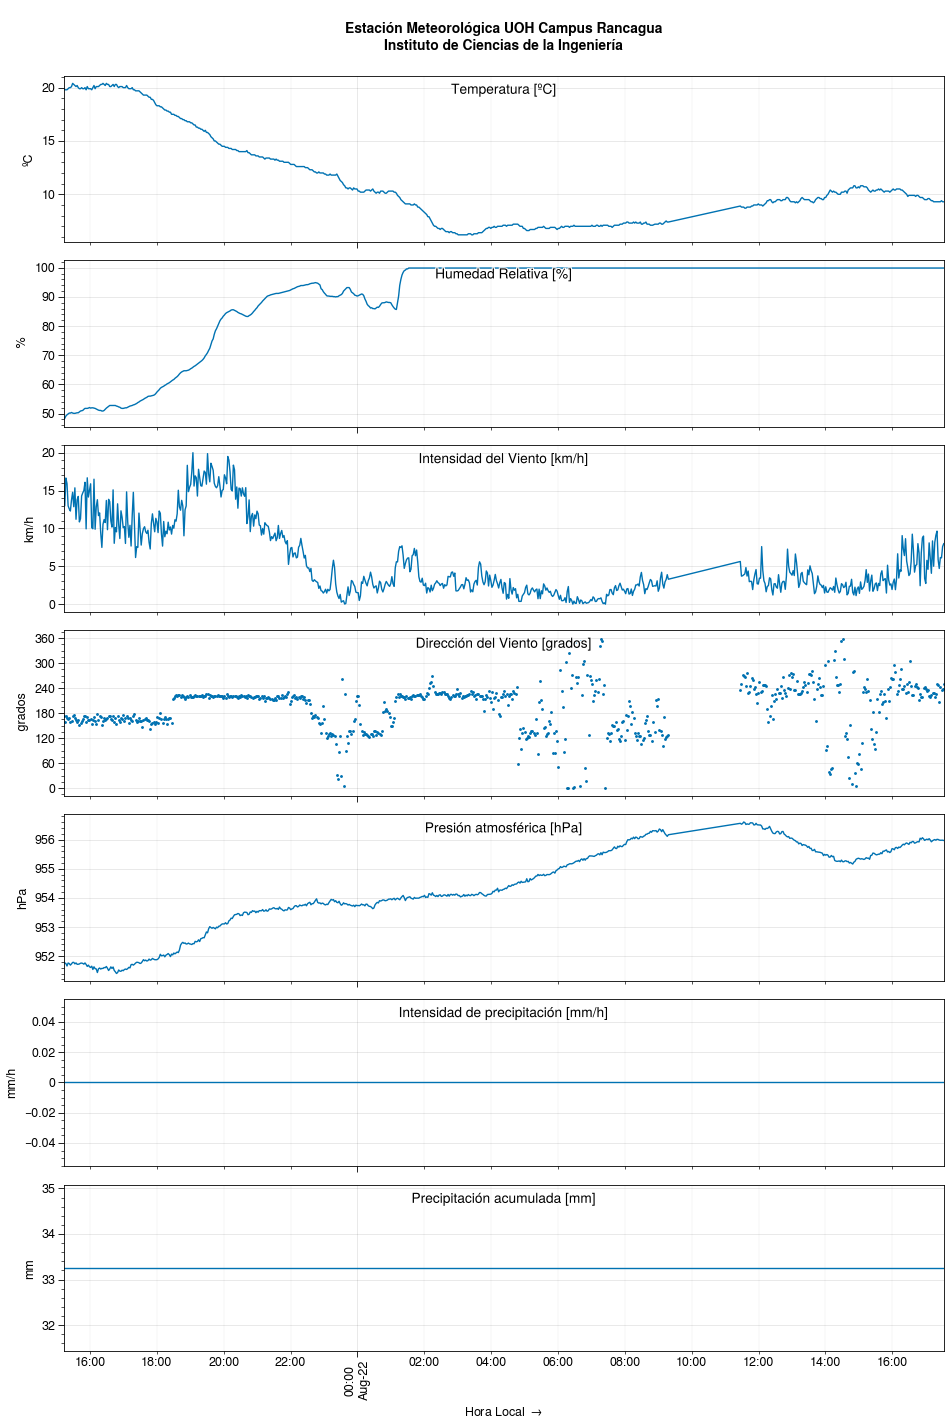 Estación Meteorológica UOH Campus Rancagua
Instituto de Ciencias de la Ingeniería
Temperatura [ºC]
20
15
10
ºC
Humedad Relativa [%]
100
90
80
70
60
50
%
Intensidad del Viento [km/h]
20
15
10
5
0
km/h
Dirección del Viento [grados]
360
300
240
180
120
60
0
grados
Presión atmosférica [hPa]
956
955
954
953
952
hPa
Intensidad de precipitación [mm/h]
0.04
0.02
0
−0.02
−0.04
mm/h
Precipitación acumulada [mm]
35
34
33
32
mm
16:00 18:00 20:00 22:00 00:00 02:00 04:00 06:00 08:00 10:00 12:00 14:00 16:00
Aug-22
Hora Local →